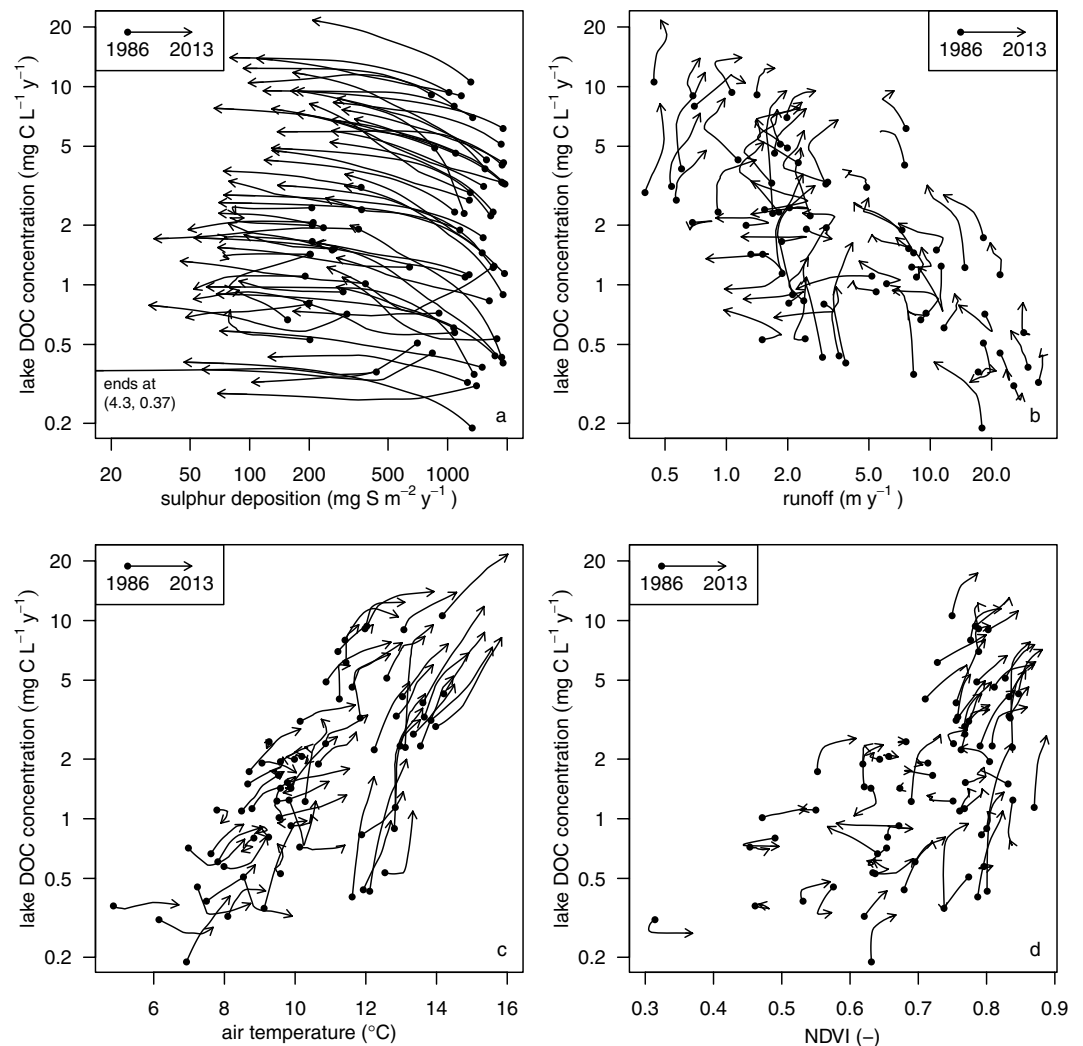 1986 2013
lake DOC concentration (mg C L⁻¹ y⁻¹)
20
10
5
2
1
0.5
0.2
ends at
(4.3, 0.37)
a
20 50 100 200 500 1000
sulphur deposition (mg S m⁻² y⁻¹)
1986 2013
lake DOC concentration (mg C L⁻¹ y⁻¹)
20
10
5
2
1
0.5
0.2
b
0.5 1.0 2.0 5.0 10.0 20.0
runoff (m y⁻¹)
1986 2013
lake DOC concentration (mg C L⁻¹ y⁻¹)
20
10
5
2
1
0.5
0.2
c
6 8 10 12 14 16
air temperature (°C)
1986 2013
lake DOC concentration (mg C L⁻¹ y⁻¹)
20
10
5
2
1
0.5
0.2
d
0.3 0.4 0.5 0.6 0.7 0.8 0.9
NDVI (−)